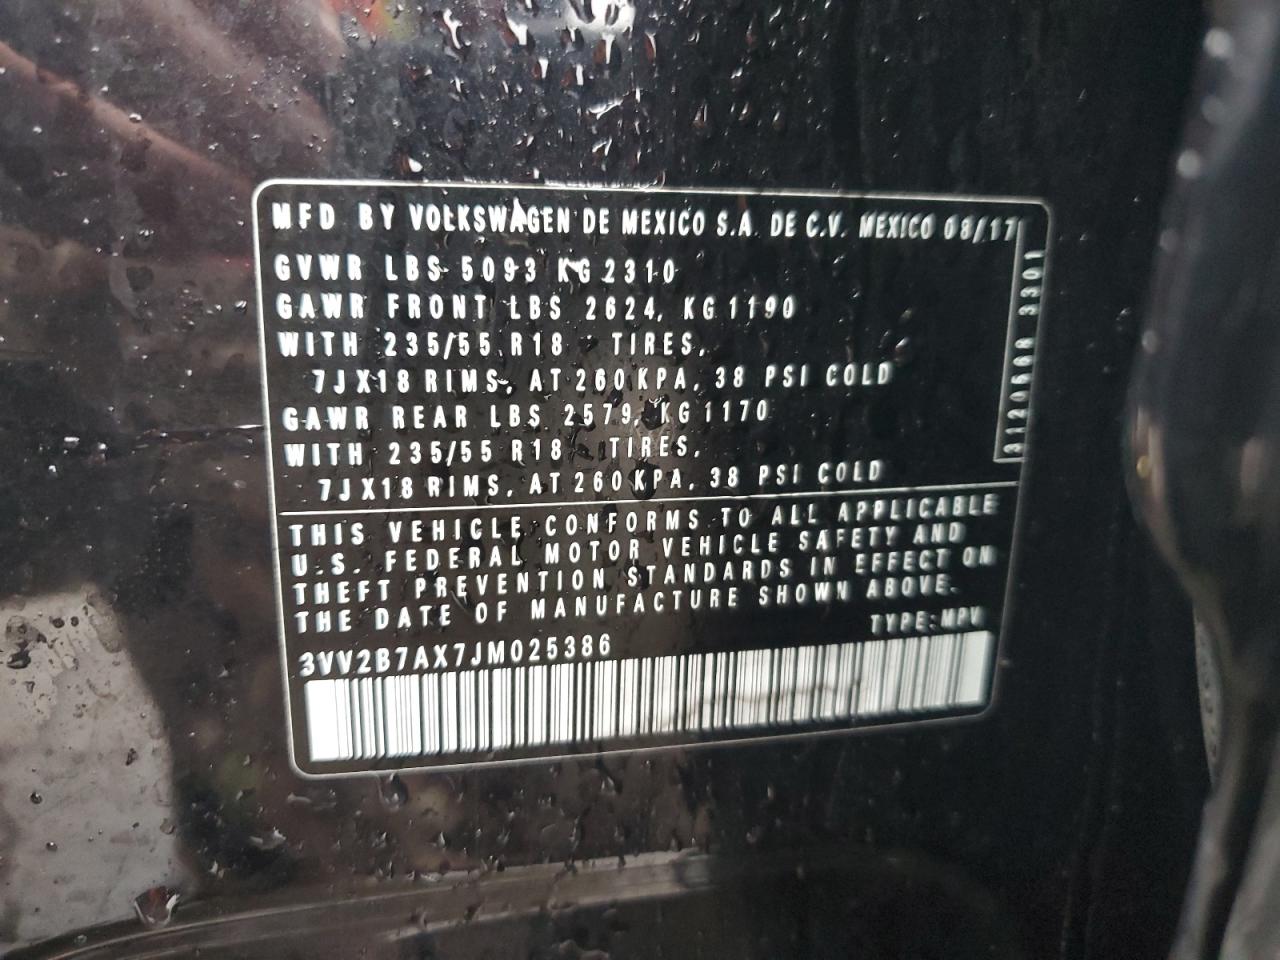 MFD BY VOLKSWAGEN DE MEXICO S.A. DE C.V. MEXICO 08/17
GVWR LBS 5093 KG 2310
GAWR FRONT LBS 2624, KG 1190
WITH 235/55 R18 TIRES,
7JX18 RIMS, AT 260 KPA, 38 PSI COLD
GAWR REAR LBS 2579, KG 1170
WITH 235/55 R18 TIRES,
7JX18 RIMS, AT 260 KPA, 38 PSI COLD
THIS VEHICLE CONFORMS TO ALL APPLICABLE
U.S. FEDERAL MOTOR VEHICLE SAFETY AND
THEFT PREVENTION STANDARDS IN EFFECT ON
THE DATE OF MANUFACTURE SHOWN ABOVE.
TYPE: MPV
3VV2B7AX7JM025386